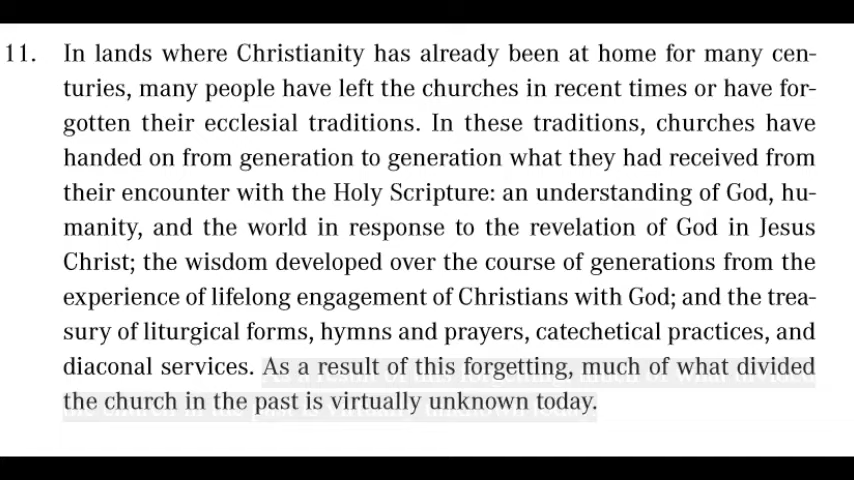 11. In lands where Christianity has already been at home for many cen-
turies, many people have left the churches in recent times or have for-
gotten their ecclesial traditions. In these traditions, churches have
handed on from generation to generation what they had received from
their encounter with the Holy Scripture: an understanding of God, hu-
manity, and the world in response to the revelation of God in Jesus
Christ; the wisdom developed over the course of generations from the
experience of lifelong engagement of Christians with God; and the trea-
sury of liturgical forms, hymns and prayers, catechetical practices, and
diaconal services. As a result of this forgetting, much of what divided
the church in the past is virtually unknown today.